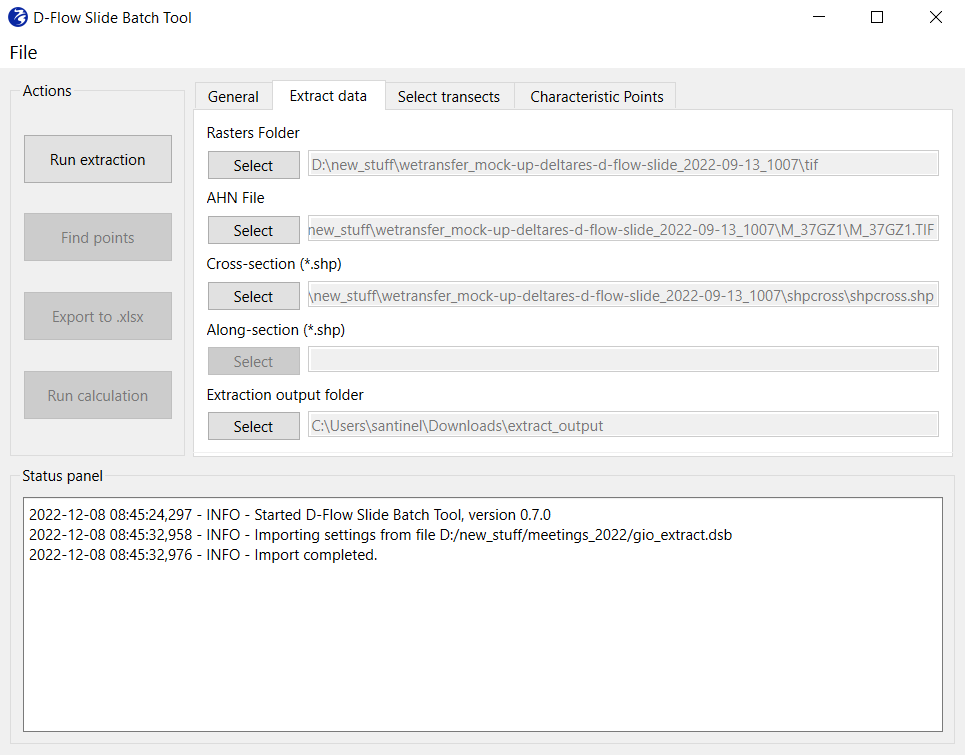 D-Flow Slide Batch Tool
File
Actions
Run extraction
Find points
Export to .xlsx
Run calculation
General
Extract data
Select transects
Characteristic Points
Rasters Folder
Select
D:\new_stuff\wetransfer_mock-up-deltares-d-flow-slide_2022-09-13_1007\tif
AHN File
Select
new_stuff\wetransfer_mock-up-deltares-d-flow-slide_2022-09-13_1007\M_37GZ1\M_37GZ1.TIF
Cross-section (*.shp)
Select
\new_stuff\wetransfer_mock-up-deltares-d-flow-slide_2022-09-13_1007\shpcross\shpcross.shp
Along-section (*.shp)
Select
Extraction output folder
Select
C:\Users\santinel\Downloads\extract_output
Status panel
2022-12-08 08:45:24,297 - INFO - Started D-Flow Slide Batch Tool, version 0.7.0
2022-12-08 08:45:32,958 - INFO - Importing settings from file D:/new_stuff/meetings_2022/gio_extract.dsb
2022-12-08 08:45:32,976 - INFO - Import completed.